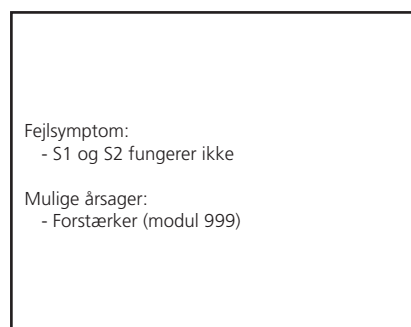 Fejlsymptom:
- S1 og S2 fungerer ikke
Mulige årsager:
- Forstærker (modul 999)